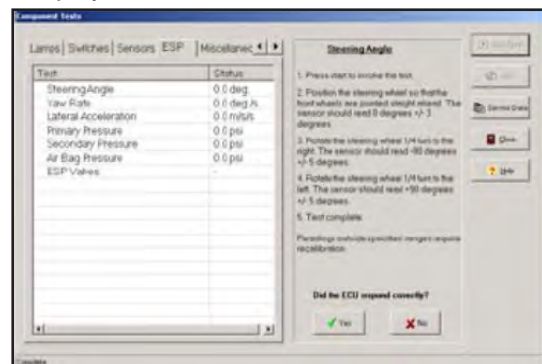 Component Tests
Lamps Switches Sensors ESP Miscellaneo
Test Status
Steering Angle 0.0 deg.
Yaw Rate 0.0 deg./s
Lateral Acceleration 0.0 m/s/s
Primary Pressure 0.0 psi
Secondary Pressure 0.0 psi
Air Bag Pressure 0.0 psi
ESP Valves -
Steering Angle
1. Press start to invoke the test.
2. Position the steering wheel so that the
front wheels are pointed straight ahead. The
sensor should read 0 degrees +/- 3
degrees.
3. Rotate the steering wheel 1/4 turn to the
right. The sensor should read -90 degrees
+/- 5 degrees.
4. Rotate the steering wheel 1/4 turn to the
left. The sensor should read +90 degrees
+/- 5 degrees.
5. Test complete.
Readings outside specified ranges require
recalibration.
Did the ECU respond correctly?
Yes No
Close
Help
Complete